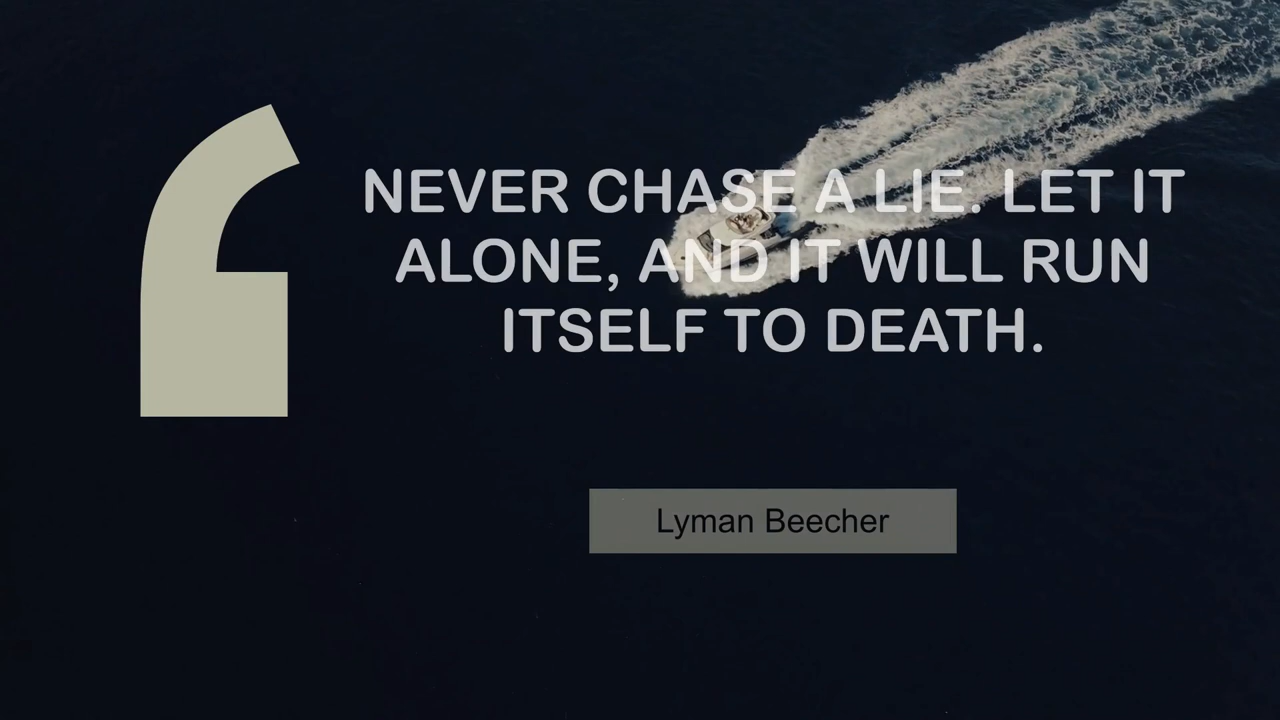 NEVER CHASE A LIE. LET IT
ALONE, AND IT WILL RUN
ITSELF TO DEATH.
Lyman Beecher